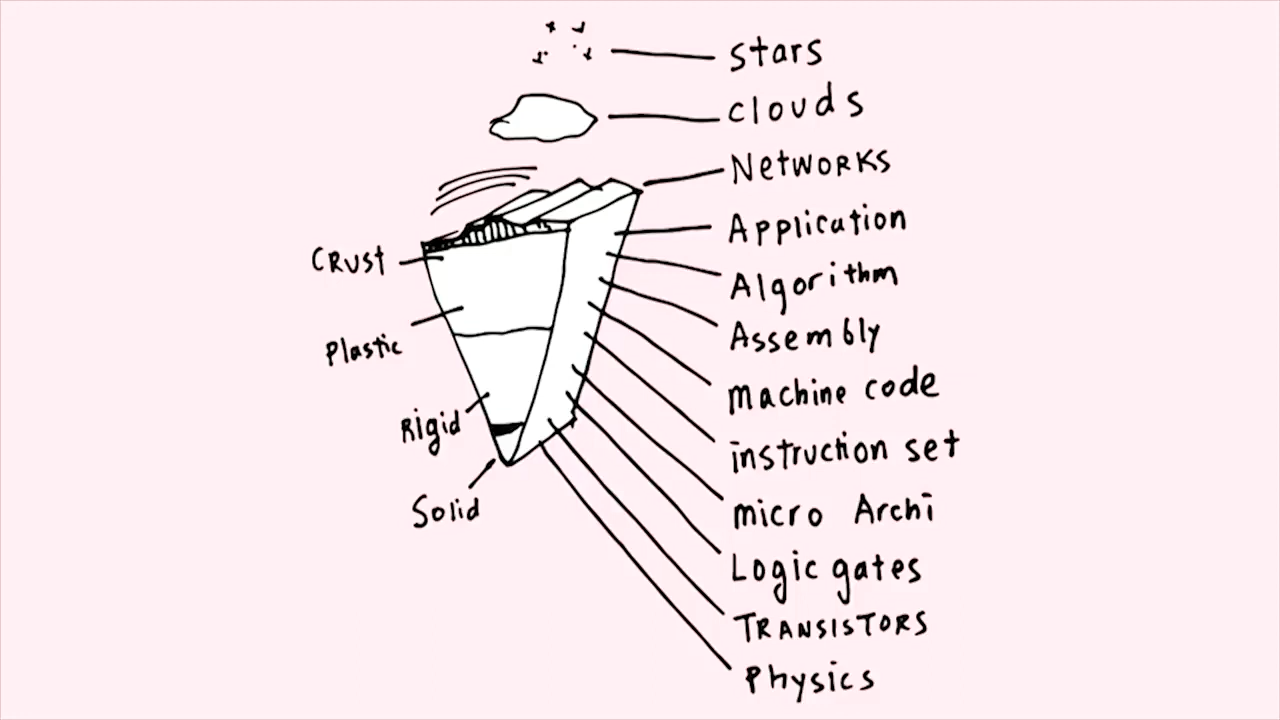 stars
clouds
NetWORKS
Application
Algorithm
Assembly
machine code
instruction set
micro Archi
Logic gates
TRANSISTORS
Physics
CRUST
Plastic
Rigid
Solid